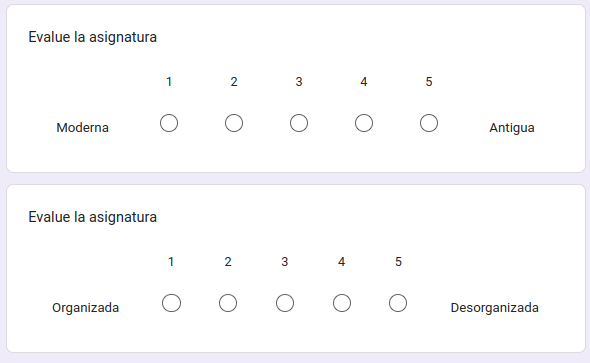 Evalue la asignatura
1 2 3 4 5
Moderna Antigua
Evalue la asignatura
1 2 3 4 5
Organizada Desorganizada